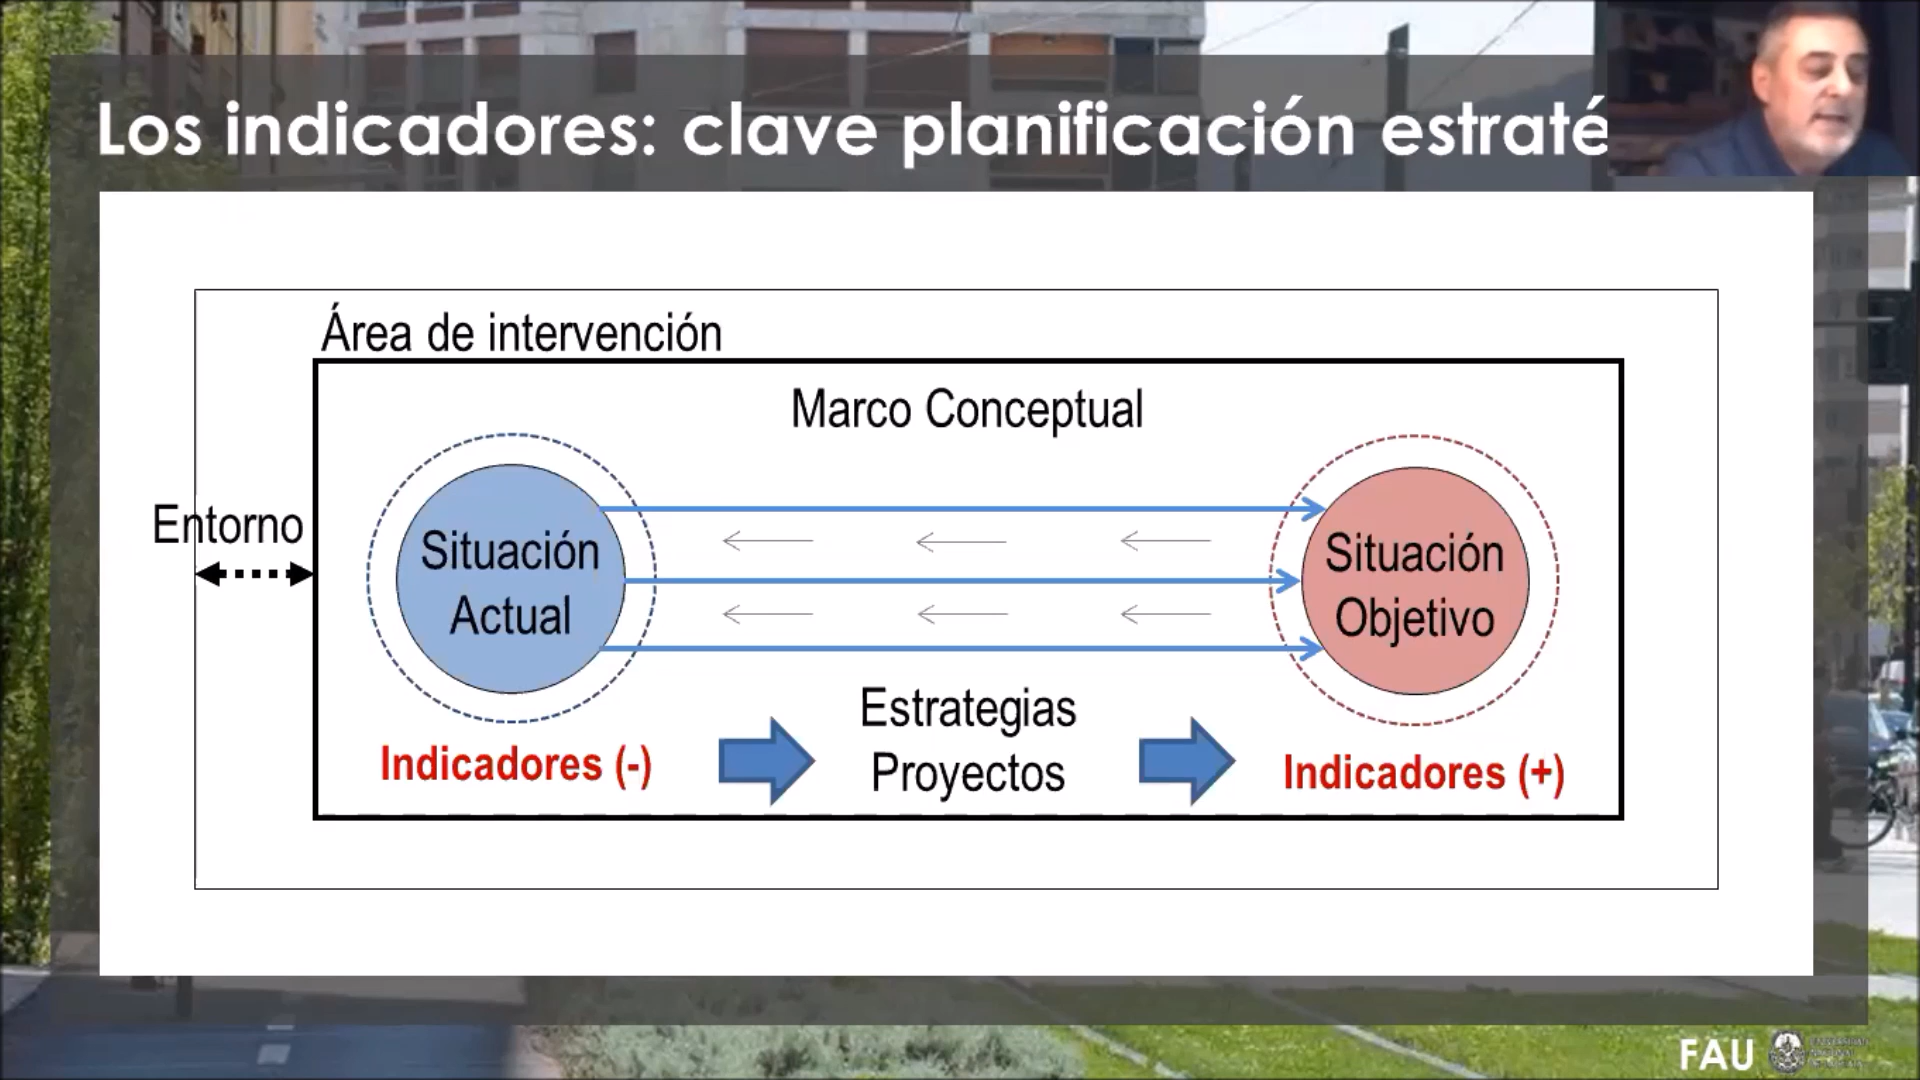 Los indicadores: clave planificación estraté
Área de intervención
Marco Conceptual
Entorno
Situación
Actual
Situación
Objetivo
Estrategias
Proyectos
Indicadores (-)
Indicadores (+)
FAU